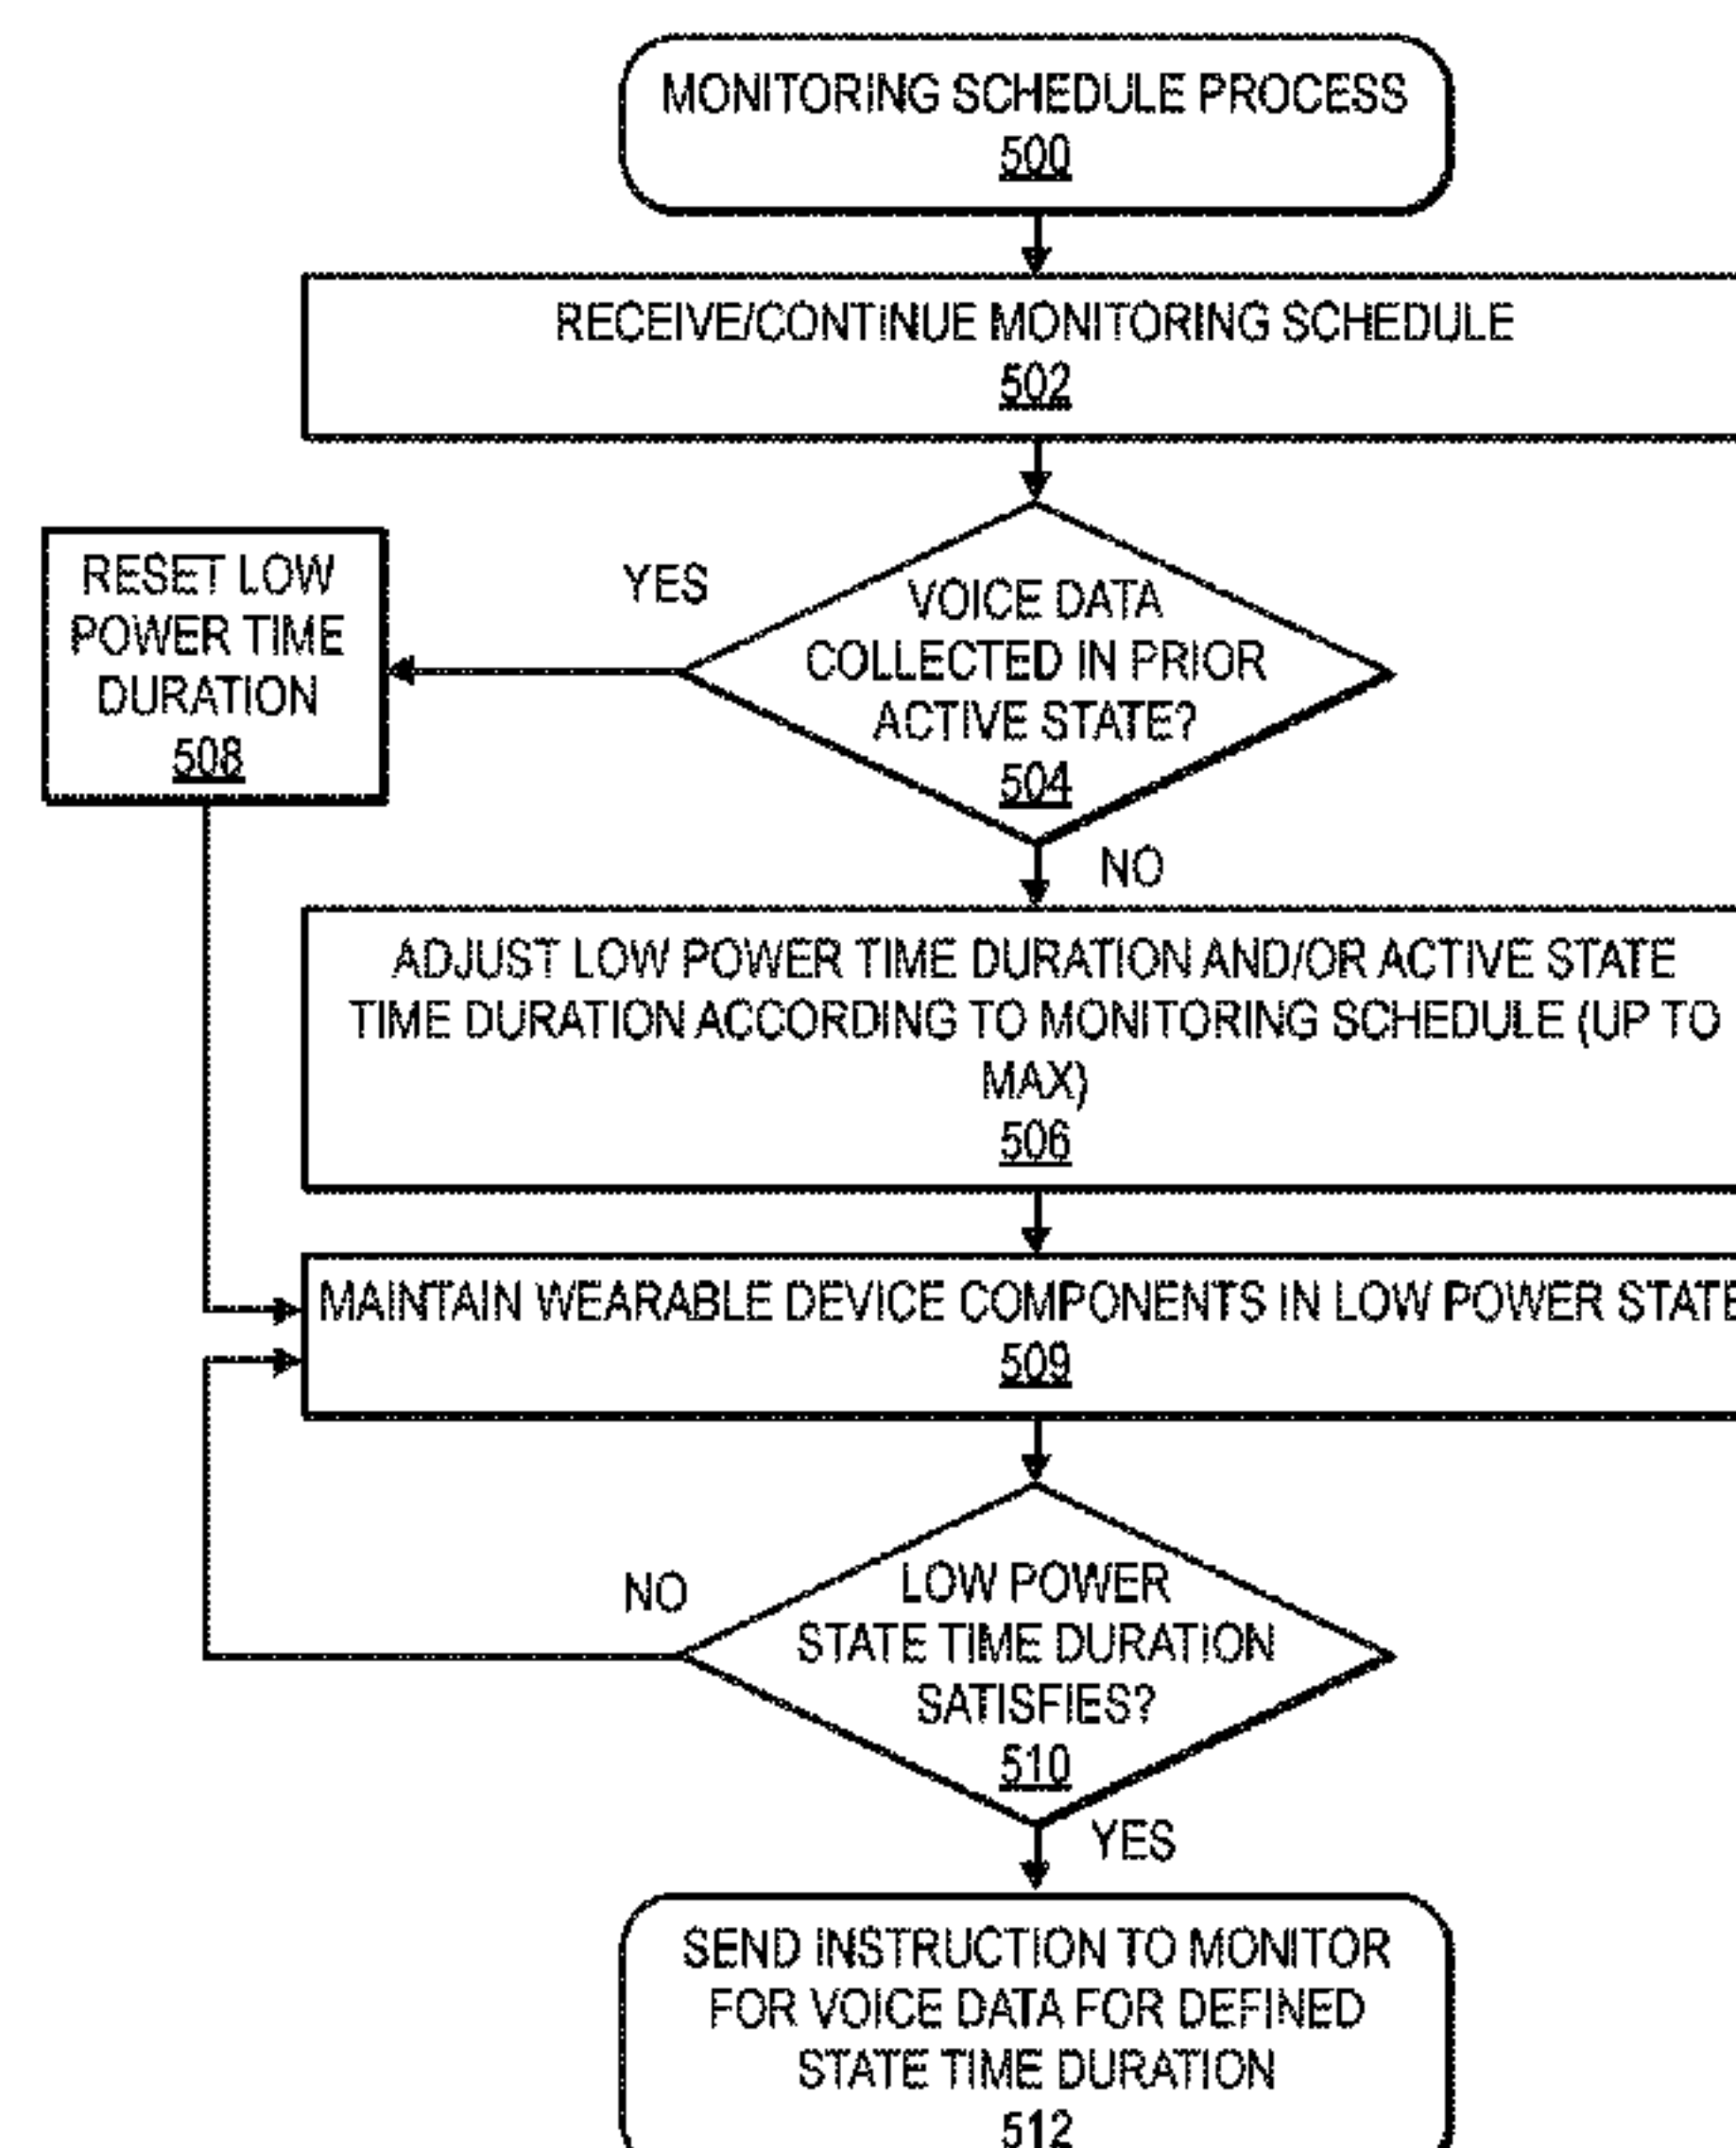 MONITORING SCHEDULE PROCESS
500
RECEIVE/CONTINUE MONITORING SCHEDULE
502
YES
VOICE DATA
COLLECTED IN PRIOR
ACTIVE STATE?
504
RESET LOW
POWER TIME
DURATION
508
NO
ADJUST LOW POWER TIME DURATION AND/OR ACTIVE STATE
TIME DURATION ACCORDING TO MONITORING SCHEDULE (UP TO
MAX)
506
MAINTAIN WEARABLE DEVICE COMPONENTS IN LOW POWER STATE
509
NO
LOW POWER
STATE TIME DURATION
SATISFIES?
510
YES
SEND INSTRUCTION TO MONITOR
FOR VOICE DATA FOR DEFINED
STATE TIME DURATION
512